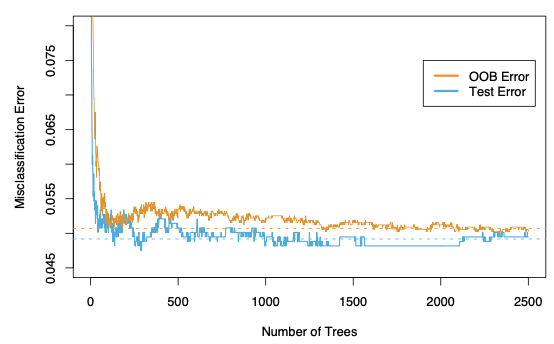 Misclassification Error
0.075
0.065
0.055
0.045
OOB Error
Test Error
0
500
1000
1500
2000
2500
Number of Trees